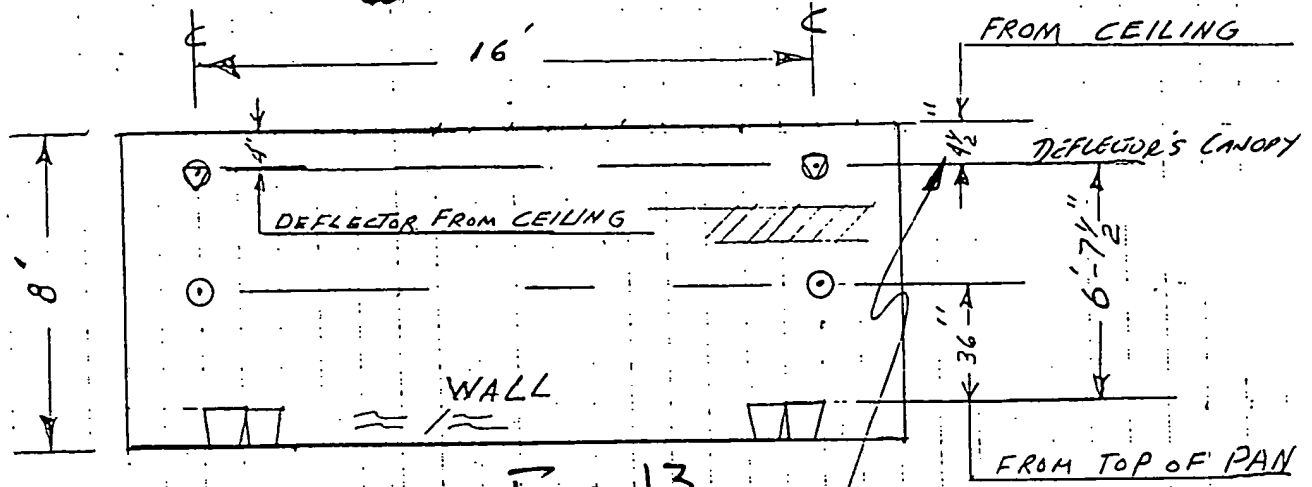 FROM CEILING
℄ 16' ℄
4" 4½" DEFLECTOR'S CANOPY
DEFLECTOR FROM CEILING
8' 36" 6'-7½"
WALL
FROM TOP OF PAN